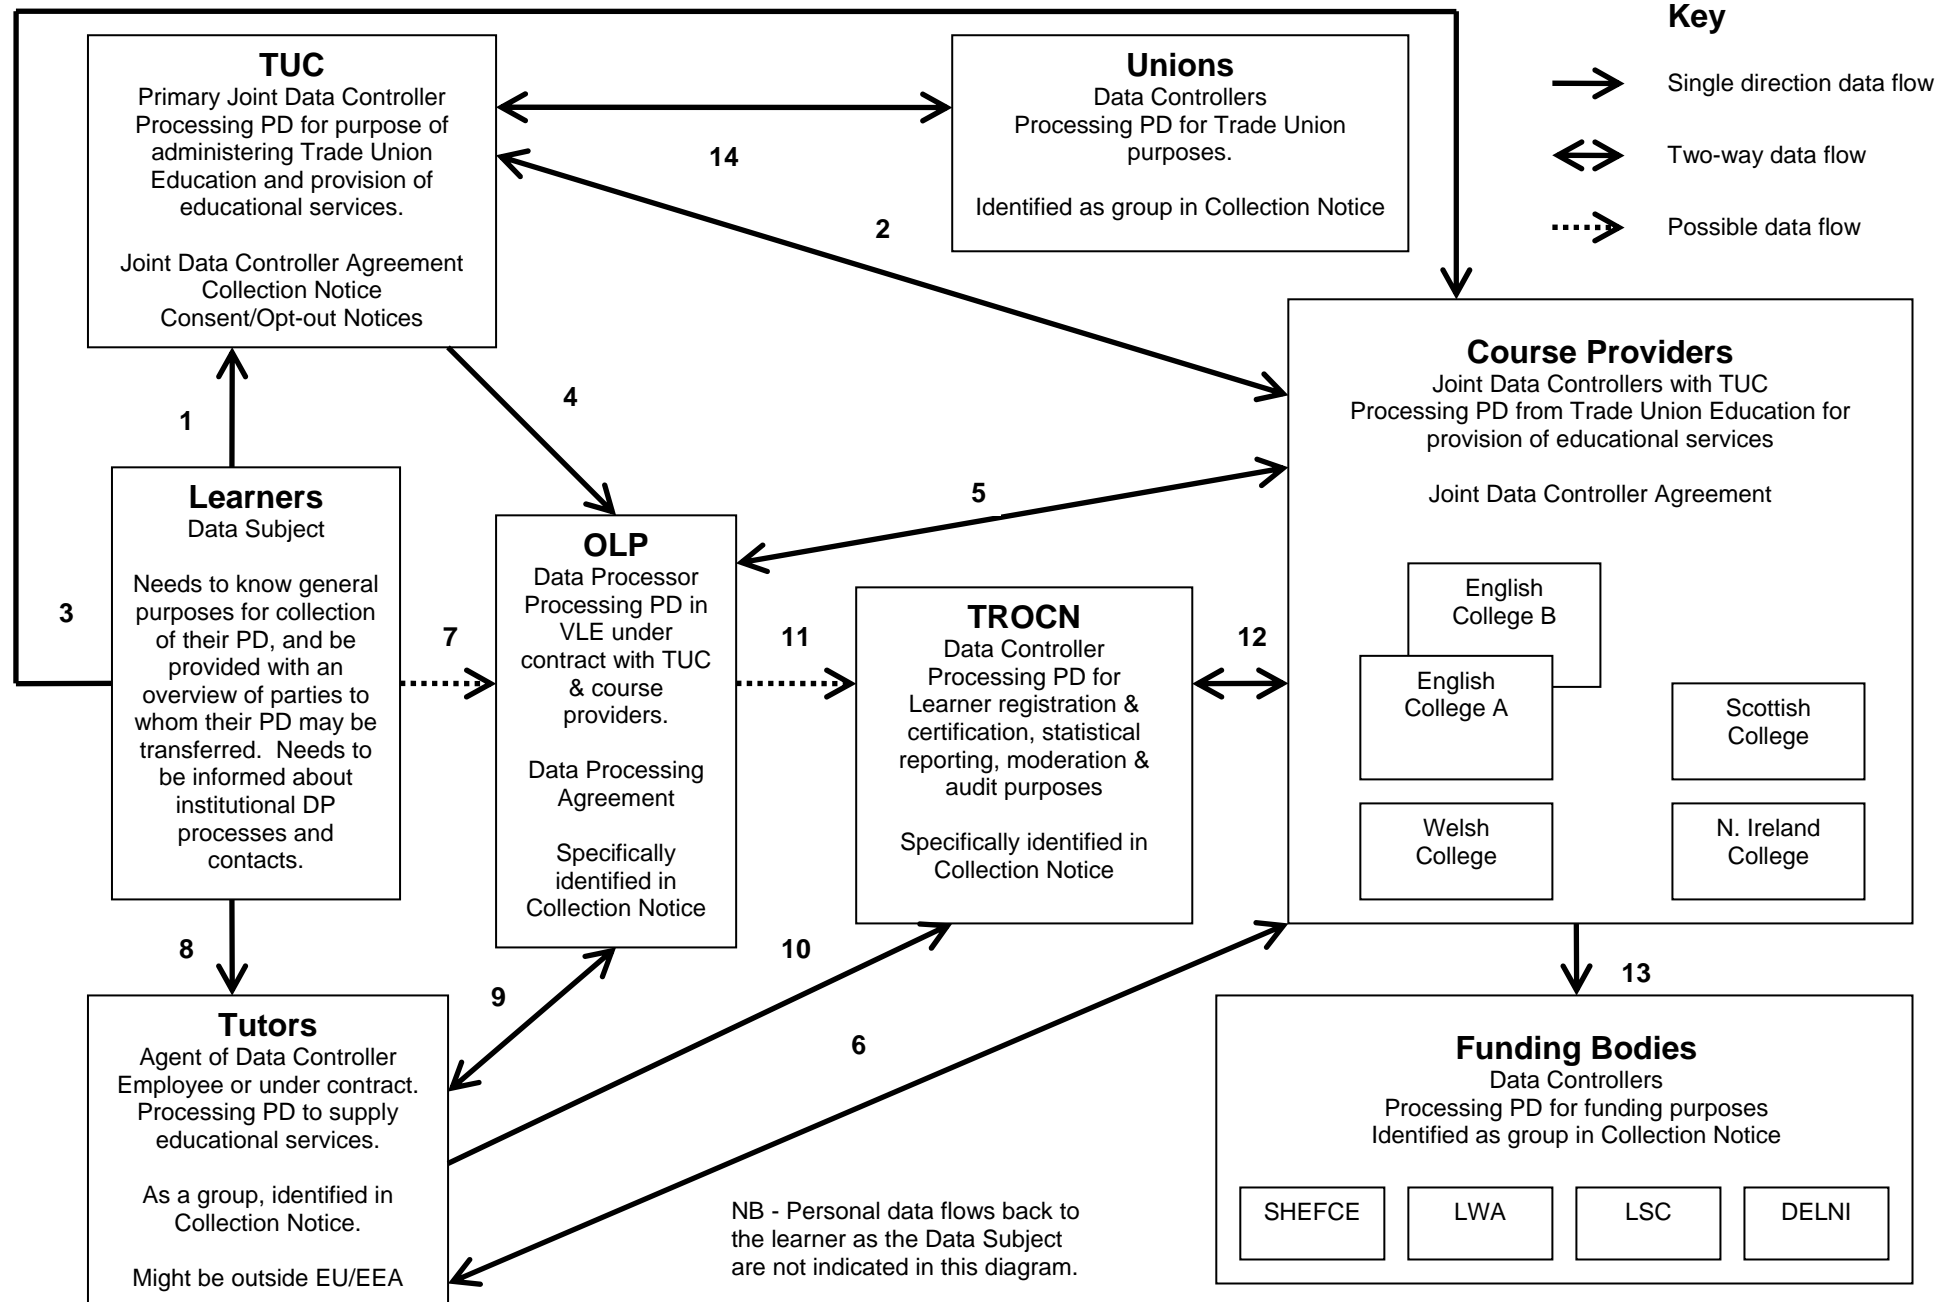 TUC
Primary Joint Data Controller
Processing PD for purpose of
administering Trade Union
Education and provision of
educational services.
Joint Data Controller Agreement
Collection Notice
Consent/Opt-out Notices
Unions
Data Controllers
Processing PD for Trade Union
purposes.
Identified as group in Collection Notice
Key
Single direction data flow
Two-way data flow
Possible data flow
14
2
4
1
3
5
7
11
12
8
9
10
6
13
Learners
Data Subject
Needs to know general
purposes for collection
of their PD, and be
provided with an
overview of parties to
whom their PD may be
transferred.  Needs to
be informed about
institutional DP
processes and
contacts.
OLP
Data Processor
Processing PD in
VLE under
contract with TUC
& course
providers.
Data Processing
Agreement
Specifically
identified in
Collection Notice
TROCN
Data Controller
Processing PD for
Learner registration &
certification, statistical
reporting, moderation &
audit purposes
Specifically identified in
Collection Notice
Course Providers
Joint Data Controllers with TUC
Processing PD from Trade Union Education for
provision of educational services
Joint Data Controller Agreement
English
College B
English
College A
Scottish
College
Welsh
College
N. Ireland
College
Tutors
Agent of Data Controller
Employee or under contract.
Processing PD to supply
educational services.
As a group, identified in
Collection Notice.
Might be outside EU/EEA
NB - Personal data flows back to
the learner as the Data Subject
are not indicated in this diagram.
Funding Bodies
Data Controllers
Processing PD for funding purposes
Identified as group in Collection Notice
SHEFCE
LWA
LSC
DELNI